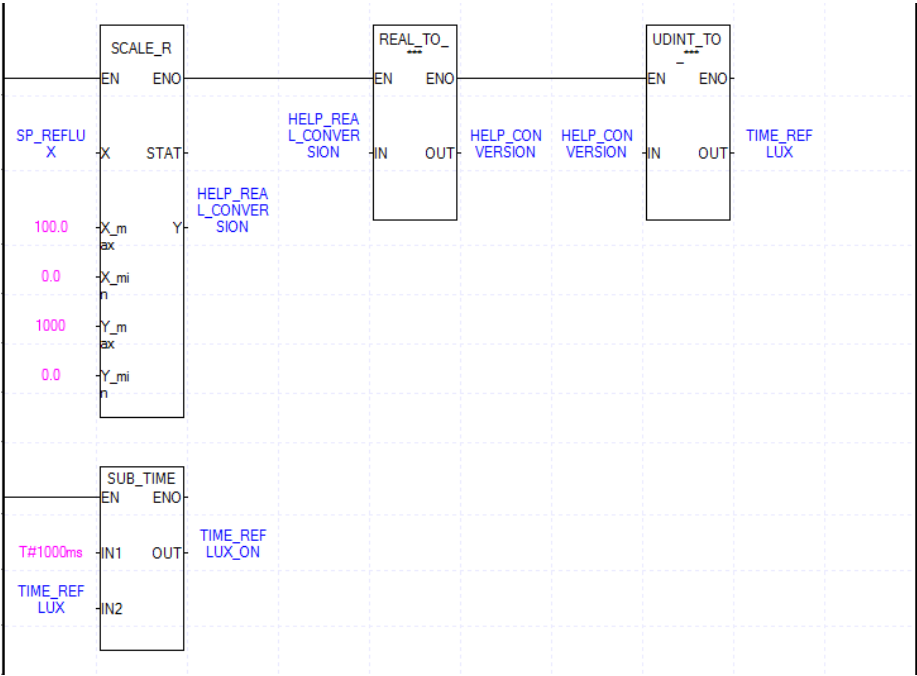 SCALE_R
REAL_TO_
***
UDINT_TO
_***
EN ENO
EN ENO
EN ENO
SP_REFLU
X
X STAT
HELP_REA
L_CONVER
SION
IN OUT
HELP_CON
VERSION
HELP_CON
VERSION
IN OUT
TIME_REF
LUX
HELP_REA
L_CONVER
SION
100.0
X_m
ax
Y
0.0
X_mi
n
1000
Y_m
ax
0.0
Y_mi
n
SUB_TIME
EN ENO
T#1000ms
IN1 OUT
TIME_REF
LUX_ON
TIME_REF
LUX
IN2